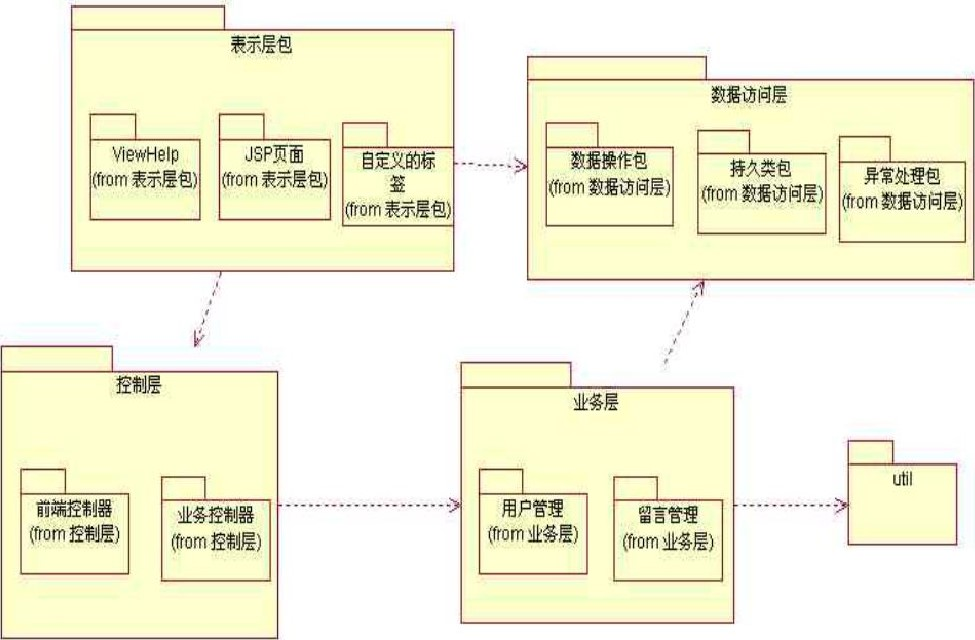 表示层包
ViewHelp
(from 表示层包)
JSP页面
(from 表示层包)
自定义的标
签
(from 表示层包)
数据访问层
数据操作包
(from 数据访问层)
持久类包
(from 数据访问层)
异常处理包
(from 数据访问层)
控制层
前端控制器
(from 控制层)
业务控制器
(from 控制层)
业务层
用户管理
(from 业务层)
留言管理
(from 业务层)
util